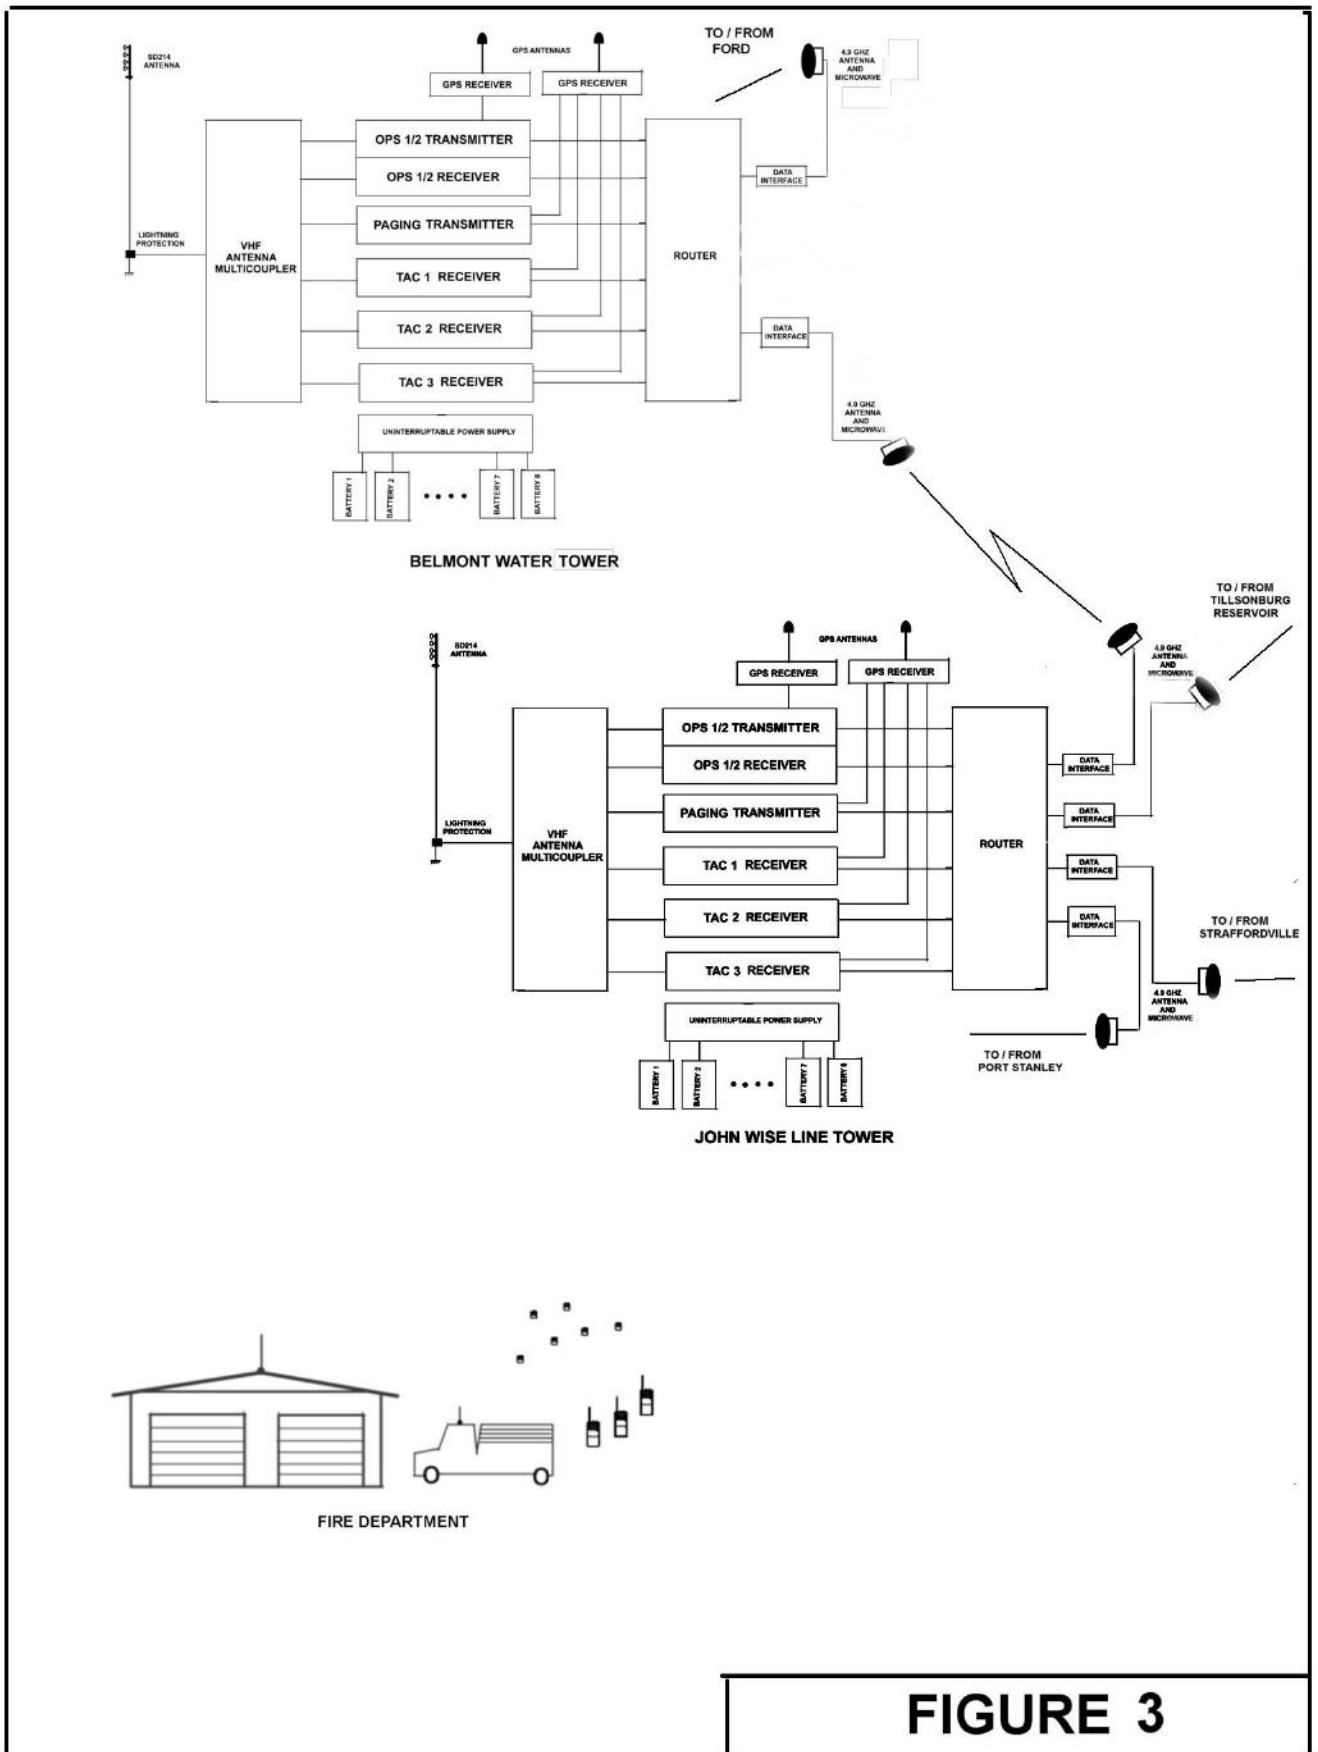 TO / FROM
FORD
SD214
ANTENNA
GPS ANTENNAS
4.9 GHZ
ANTENNA
AND
MICROWAVE
GPS RECEIVER
GPS RECEIVER
OPS 1/2 TRANSMITTER
OPS 1/2 RECEIVER
DATA
INTERFACE
PAGING TRANSMITTER
LIGHTNING
PROTECTION
VHF
ANTENNA
MULTICOUPLER
ROUTER
TAC 1 RECEIVER
TAC 2 RECEIVER
DATA
INTERFACE
TAC 3 RECEIVER
4.9 GHZ
ANTENNA
AND
MICROWAVE
UNINTERRUPTABLE POWER SUPPLY
BATTERY 1
BATTERY 2
BATTERY 7
BATTERY 8
BELMONT WATER TOWER
TO / FROM
TILLSONBURG
RESERVOIR
SD214
ANTENNA
GPS ANTENNAS
4.9 GHZ
ANTENNA
AND
MICROWAVE
GPS RECEIVER
GPS RECEIVER
OPS 1/2 TRANSMITTER
OPS 1/2 RECEIVER
DATA
INTERFACE
PAGING TRANSMITTER
DATA
INTERFACE
LIGHTNING
PROTECTION
VHF
ANTENNA
MULTICOUPLER
ROUTER
TAC 1 RECEIVER
DATA
INTERFACE
TAC 2 RECEIVER
DATA
INTERFACE
TO / FROM
STRAFFORDVILLE
TAC 3 RECEIVER
4.9 GHZ
ANTENNA
AND
MICROWAVE
UNINTERRUPTABLE POWER SUPPLY
TO / FROM
PORT STANLEY
BATTERY 1
BATTERY 2
BATTERY 7
BATTERY 8
JOHN WISE LINE TOWER
FIRE DEPARTMENT
FIGURE 3